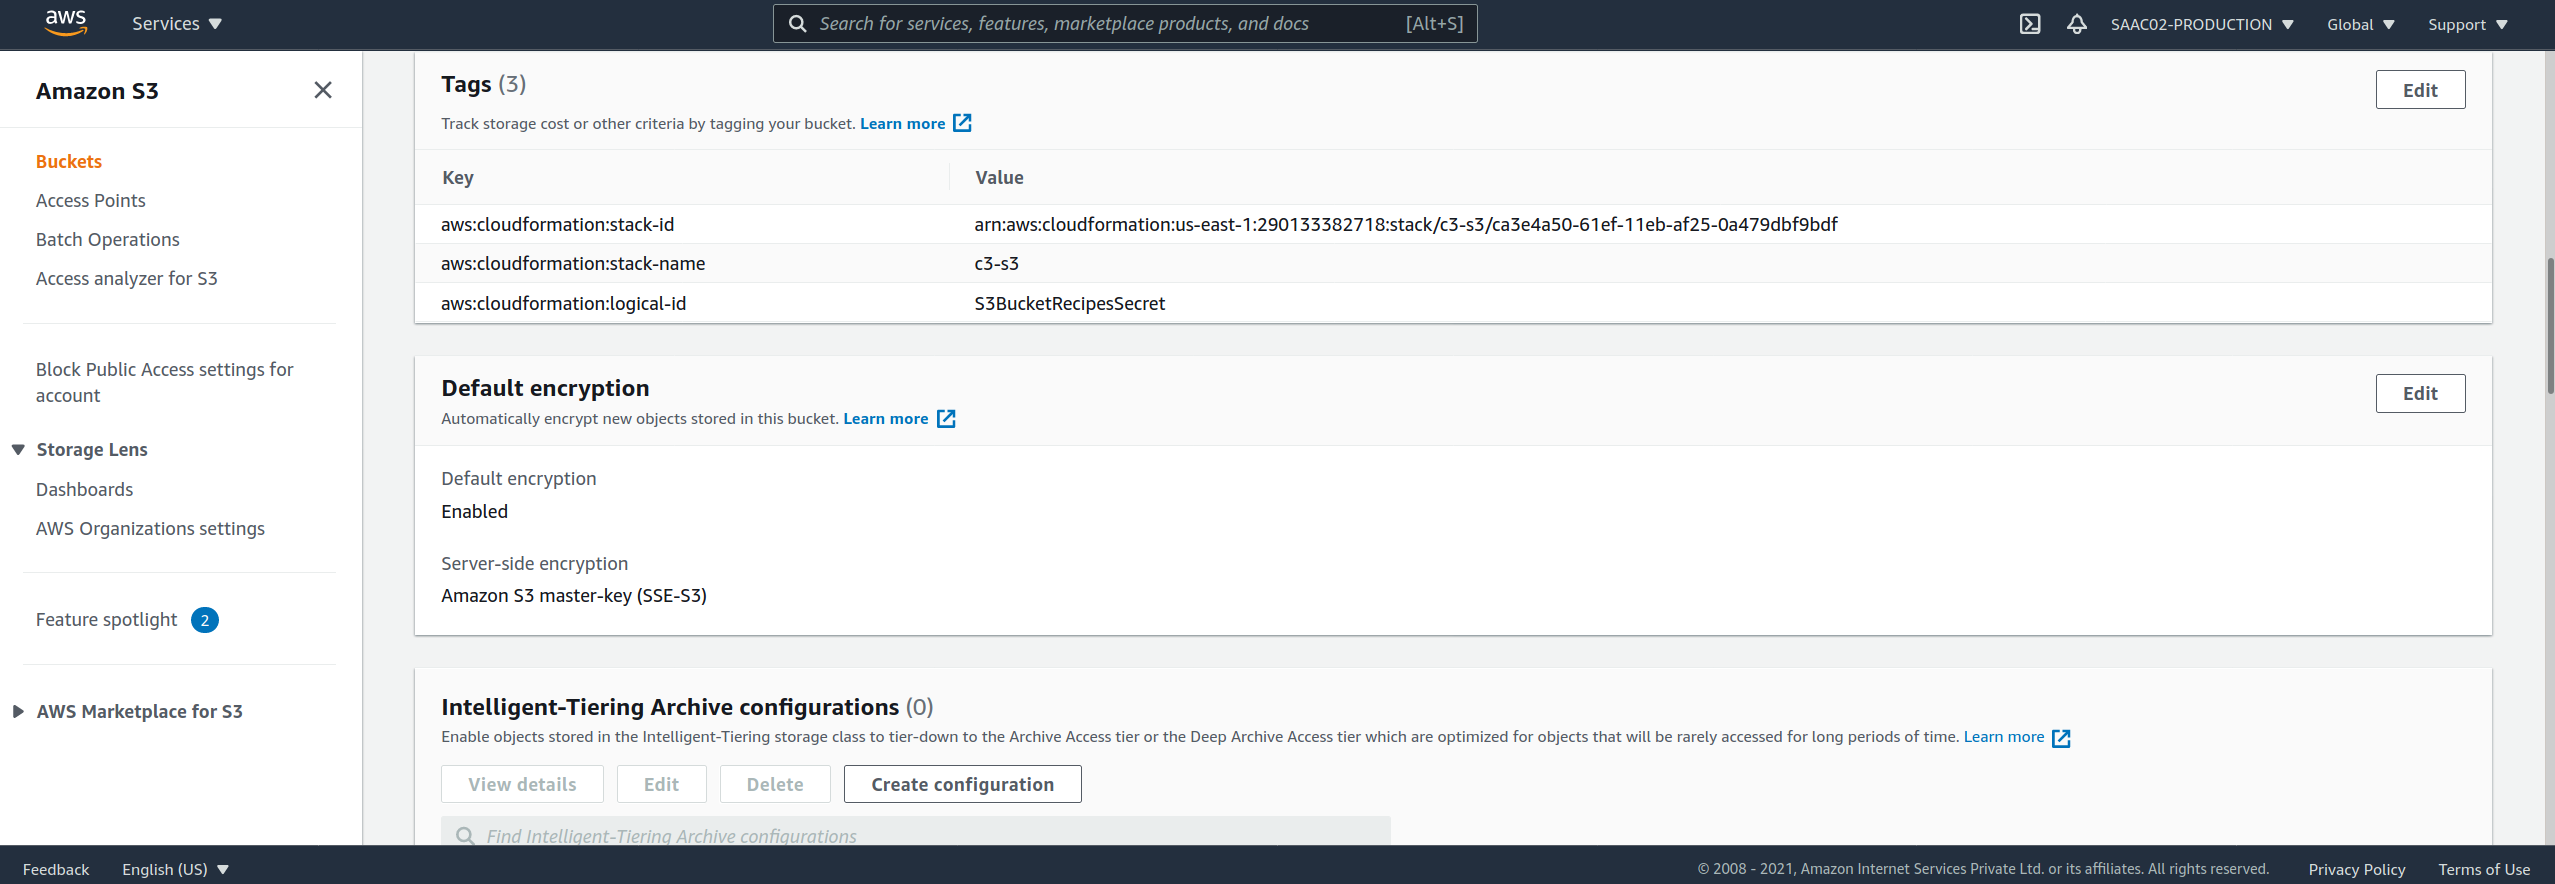 aws Services Search for services, features, marketplace products, and docs [Alt+S] SAAC02-PRODUCTION Global Support
Amazon S3
Buckets
Access Points
Batch Operations
Access analyzer for S3
Block Public Access settings for
account
Storage Lens
Dashboards
AWS Organizations settings
Feature spotlight 2
AWS Marketplace for S3
Tags (3)
Edit
Track storage cost or other criteria by tagging your bucket. Learn more
Key Value
aws:cloudformation:stack-id arn:aws:cloudformation:us-east-1:290133382718:stack/c3-s3/ca3e4a50-61ef-11eb-af25-0a479dbf9bdf
aws:cloudformation:stack-name c3-s3
aws:cloudformation:logical-id S3BucketRecipesSecret
Default encryption
Edit
Automatically encrypt new objects stored in this bucket. Learn more
Default encryption
Enabled
Server-side encryption
Amazon S3 master-key (SSE-S3)
Intelligent-Tiering Archive configurations (0)
Enable objects stored in the Intelligent-Tiering storage class to tier-down to the Archive Access tier or the Deep Archive Access tier which are optimized for objects that will be rarely accessed for long periods of time. Learn more
View details Edit Delete Create configuration
Find Intelligent-Tiering Archive configurations
Feedback English (US) © 2008 - 2021, Amazon Internet Services Private Ltd. or its affiliates. All rights reserved. Privacy Policy Terms of Use